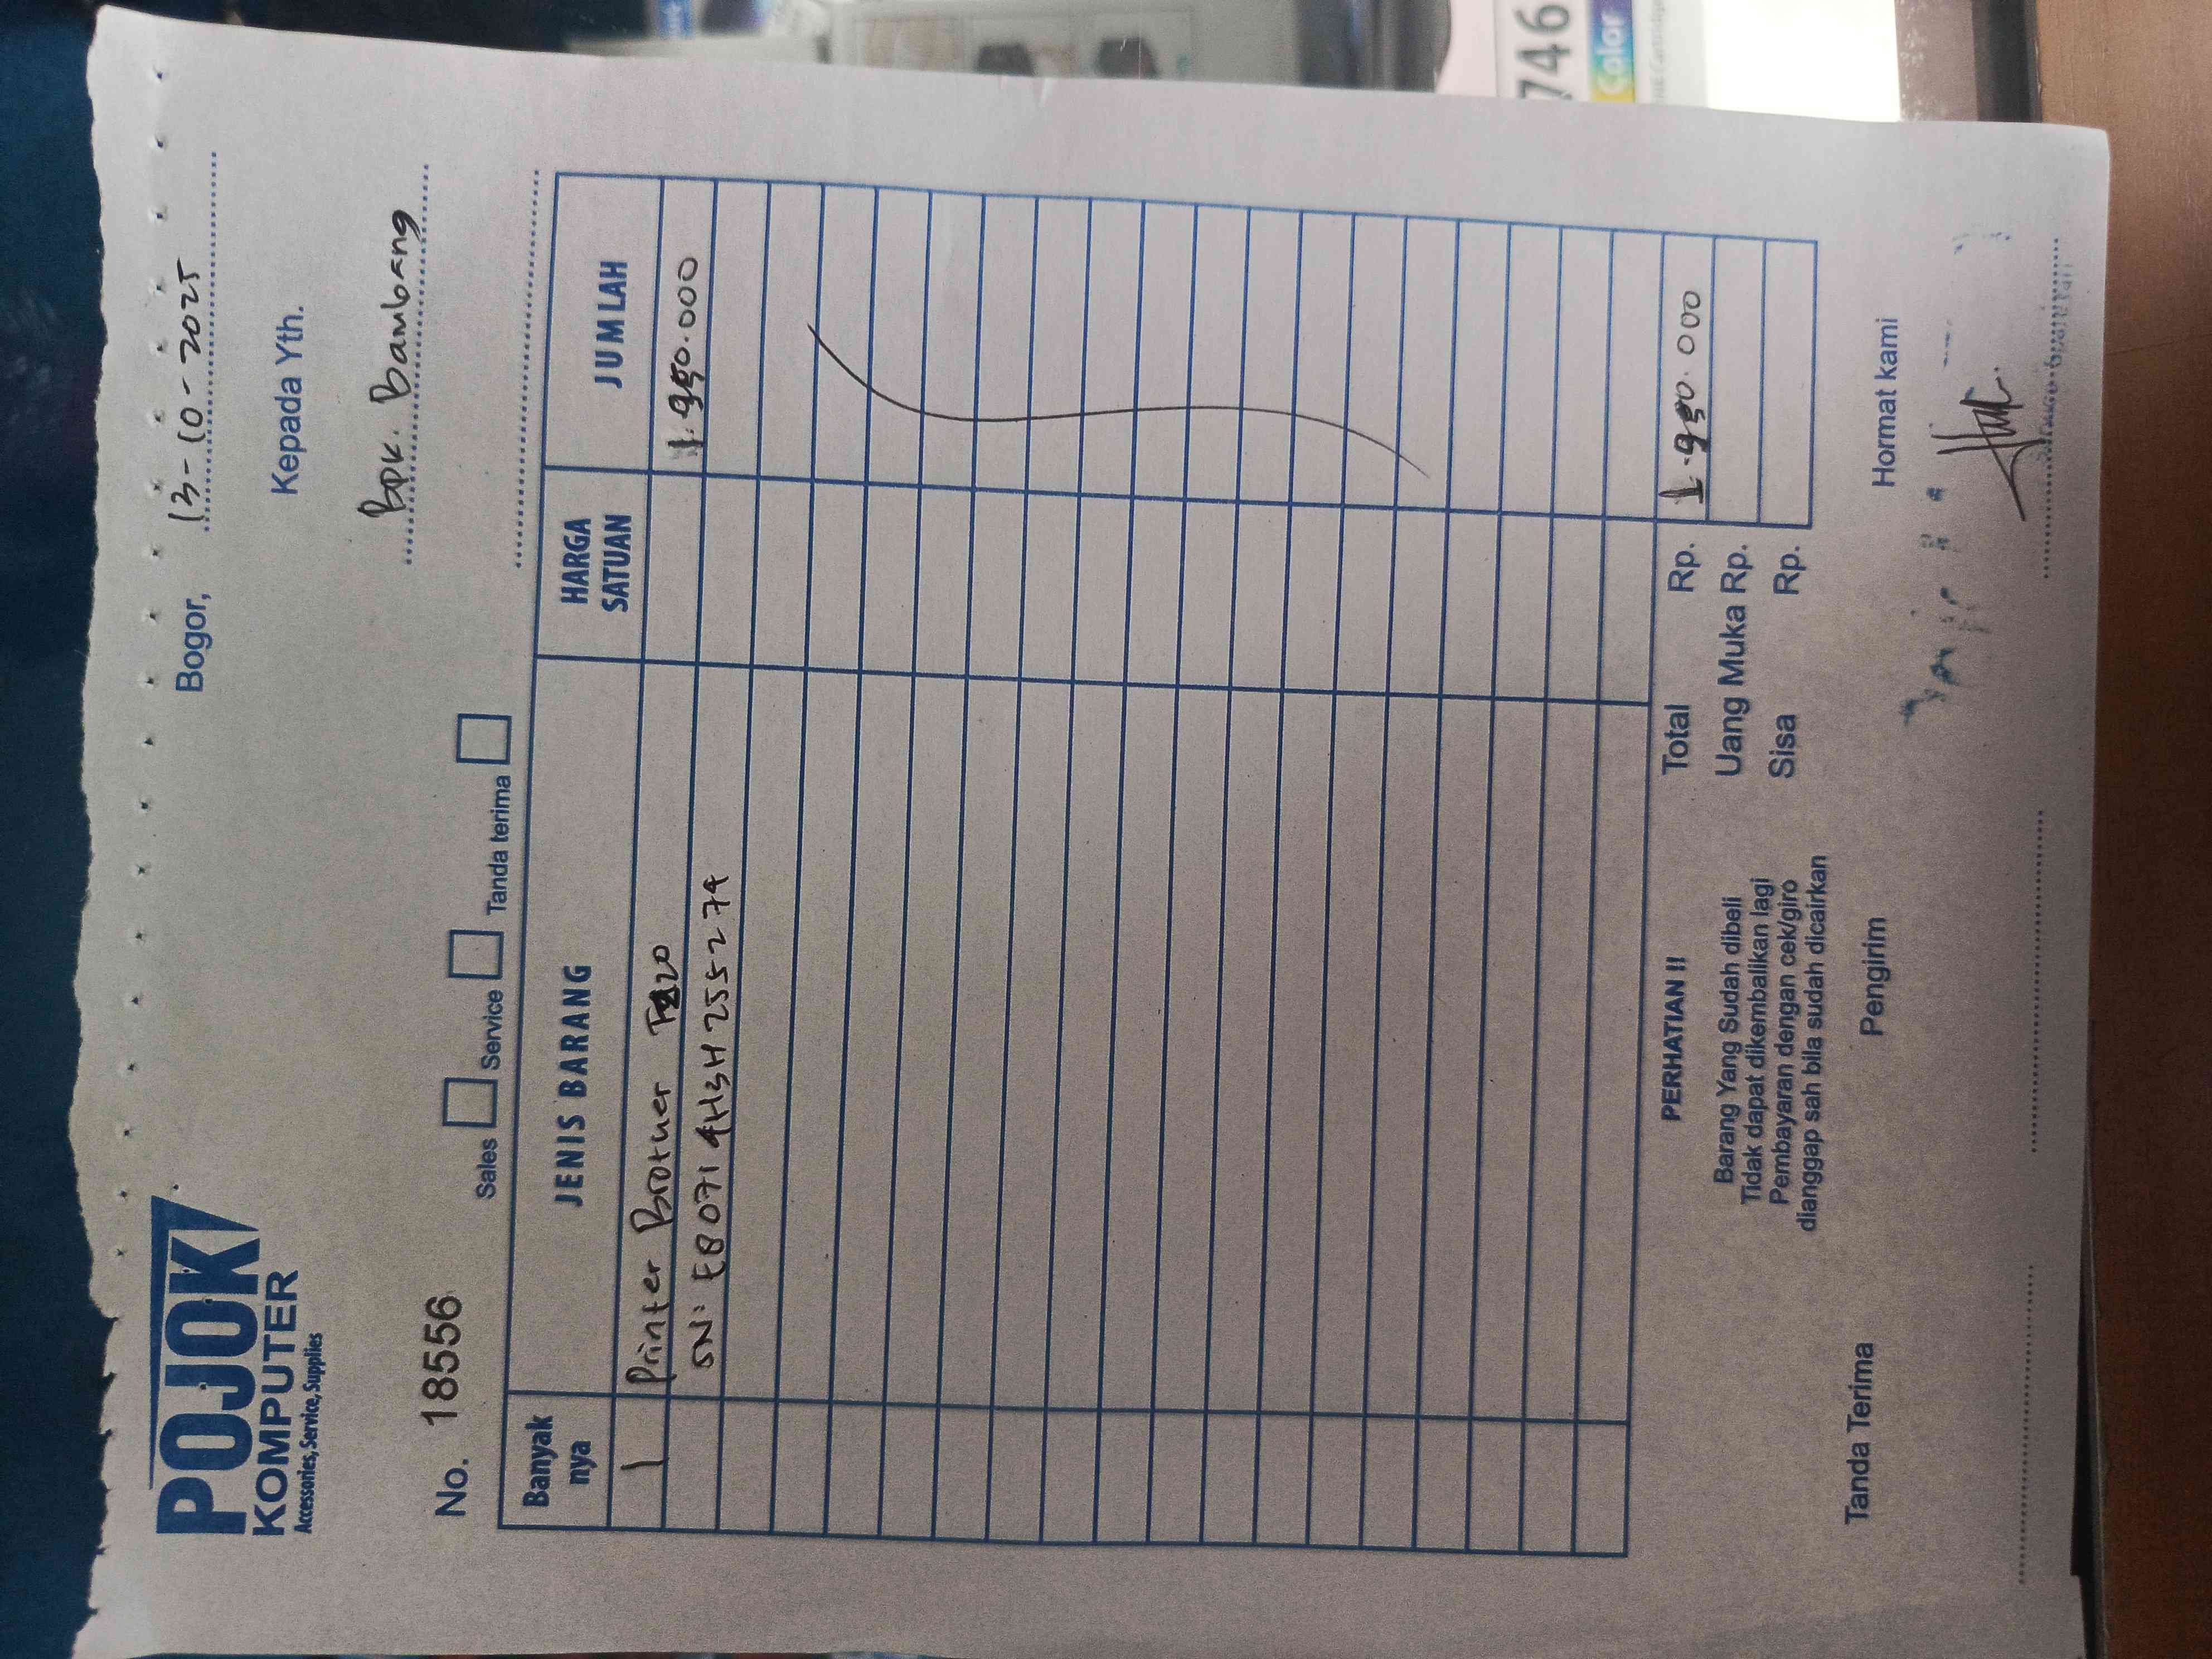 POJOK
KOMPUTER
Accessories, Service, Supplies
Bogor, 13-10-2025
Kepada Yth.
BPK. Bambang
No. 18556
Sales Service Tanda terima
Banyak nya JENIS BARANG HARGA SATUAN JUMLAH
1 Printer Brother
SN: E80714H3H255274
Total Rp.
Uang Muka Rp.
Sisa Rp.
PERHATIAN !!
Barang Yang Sudah dibeli
Tidak dapat dikembalikan lagi
Pembayaran dengan cek/giro
dianggap sah bila sudah dicairkan
Tanda Terima Pengirim Hormat kami
746
Color